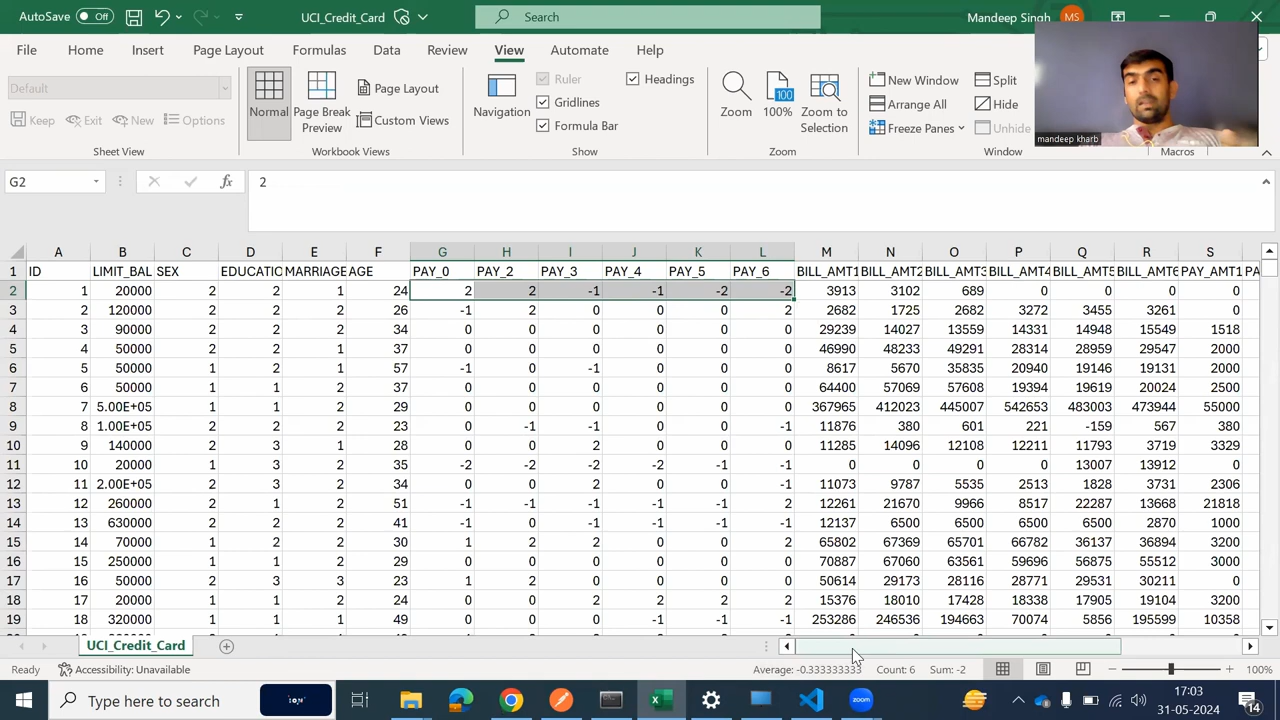 AutoSave Off UCI_Credit_Card Search Mandeep Singh MS
File Home Insert Page Layout Formulas Data Review View Automate Help
Default
Keep Exit New Options
Sheet View
Normal
Page Break Preview
Page Layout
Custom Views
Workbook Views
Navigation
Ruler Headings
Gridlines
Formula Bar
Show
Zoom
100
100%
Zoom to Selection
Zoom
New Window
Arrange All
Freeze Panes
Split
Hide
Unhide
Window
Macros
mandeep kharb
G2 fx 2
A B C D E F G H I J K L M N O P Q R S
1 ID LIMIT_BAL SEX EDUCATIO MARRIAGE AGE PAY_0 PAY_2 PAY_3 PAY_4 PAY_5 PAY_6 BILL_AMT1 BILL_AMT2 BILL_AMT3 BILL_AMT4 BILL_AMT5 BILL_AMT6 PAY_AMT1 PA
2 1 20000 2 2 1 24 2 2 -1 -1 -2 -2 3913 3102 689 0 0 0 0
3 2 120000 2 2 2 26 -1 2 0 0 0 2 2682 1725 2682 3272 3455 3261 0
4 3 90000 2 2 2 34 0 0 0 0 0 0 29239 14027 13559 14331 14948 15549 1518
5 4 50000 2 2 1 37 0 0 0 0 0 0 46990 48233 49291 28314 28959 29547 2000
6 5 50000 1 2 1 57 -1 0 -1 0 0 0 8617 5670 35835 20940 19146 19131 2000
7 6 50000 1 1 2 37 0 0 0 0 0 0 64400 57069 57608 19394 19619 20024 2500
8 7 5.00E+05 1 1 2 29 0 0 0 0 0 0 367965 412023 445007 542653 483003 473944 55000
9 8 1.00E+05 2 2 2 23 0 -1 -1 0 0 -1 11876 380 601 221 -159 567 380
10 9 140000 2 3 1 28 0 0 2 0 0 0 11285 14096 12108 12211 11793 3719 3329
11 10 20000 1 3 2 35 -2 -2 -2 -2 -1 -1 0 0 0 0 13007 13912 0
12 11 2.00E+05 2 3 2 34 0 0 2 0 0 -1 11073 9787 5535 2513 1828 3731 2306
13 12 260000 2 1 2 51 -1 -1 -1 -1 -1 2 12261 21670 9966 8517 22287 13668 21818
14 13 630000 2 2 2 41 -1 0 -1 -1 -1 -1 12137 6500 6500 6500 6500 2870 1000
15 14 70000 1 2 2 30 1 2 2 0 0 2 65802 67369 65701 66782 36137 36894 3200
16 15 250000 1 1 2 29 0 0 0 0 0 0 70887 67060 63561 59696 56875 55512 3000
17 16 50000 2 3 3 23 1 2 0 0 0 0 50614 29173 28116 28771 29531 30211 0
18 17 20000 1 1 2 24 0 0 2 2 2 2 15376 18010 17428 18338 17905 19104 3200
19 18 320000 1 1 1 49 0 0 0 -1 -1 -1 253286 246536 194663 70074 5856 195599 10358
UCI_Credit_Card
Ready Accessibility: Unavailable Average: -0.333333333 Count: 6 Sum: -2 100%
Type here to search 17:03
31-05-2024 14